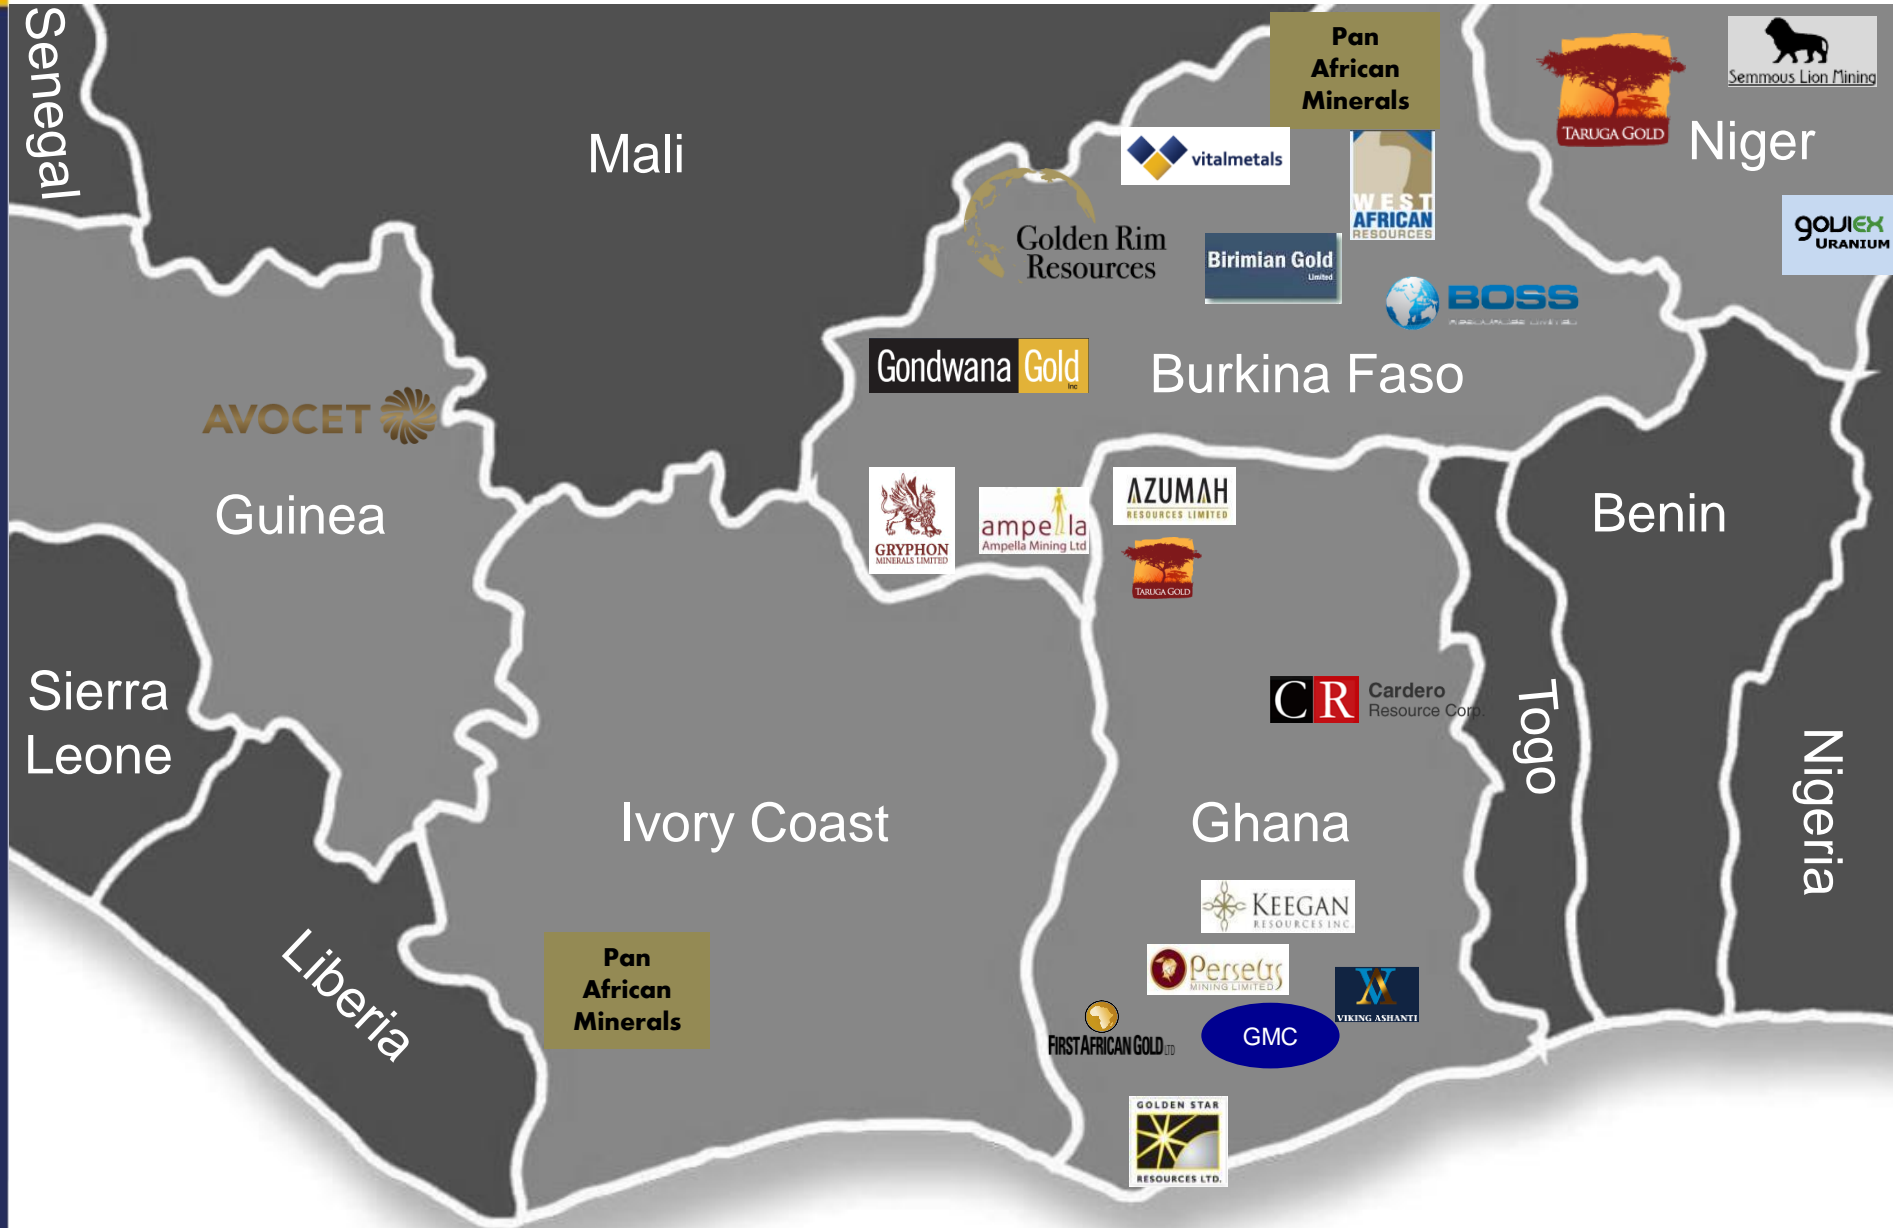 Senegal
Mali
Pan
African
Minerals
TARUGA GOLD
Semmous Lion Mining
Niger
vitalmetals
WEST
AFRICAN
RESOURCES
GOVIEX
URANIUM
Golden Rim
Resources
Birimian Gold
Limited
BOSS
Gondwana Gold
Inc
Burkina Faso
AVOCET
Guinea
GRYPHON
MINERALS LIMITED
ampella
Ampella Mining Ltd
AZUMAH
RESOURCES LIMITED
TARUGA GOLD
Benin
Sierra
Leone
CR Cardero
Resource Corp.
Togo
Nigeria
Ivory Coast
Ghana
KEEGAN
RESOURCES INC.
Liberia
Pan
African
Minerals
Perseus
MINING LIMITED
VIKING ASHANTI
FIRST AFRICAN GOLD LTD
GMC
GOLDEN STAR
RESOURCES LTD.